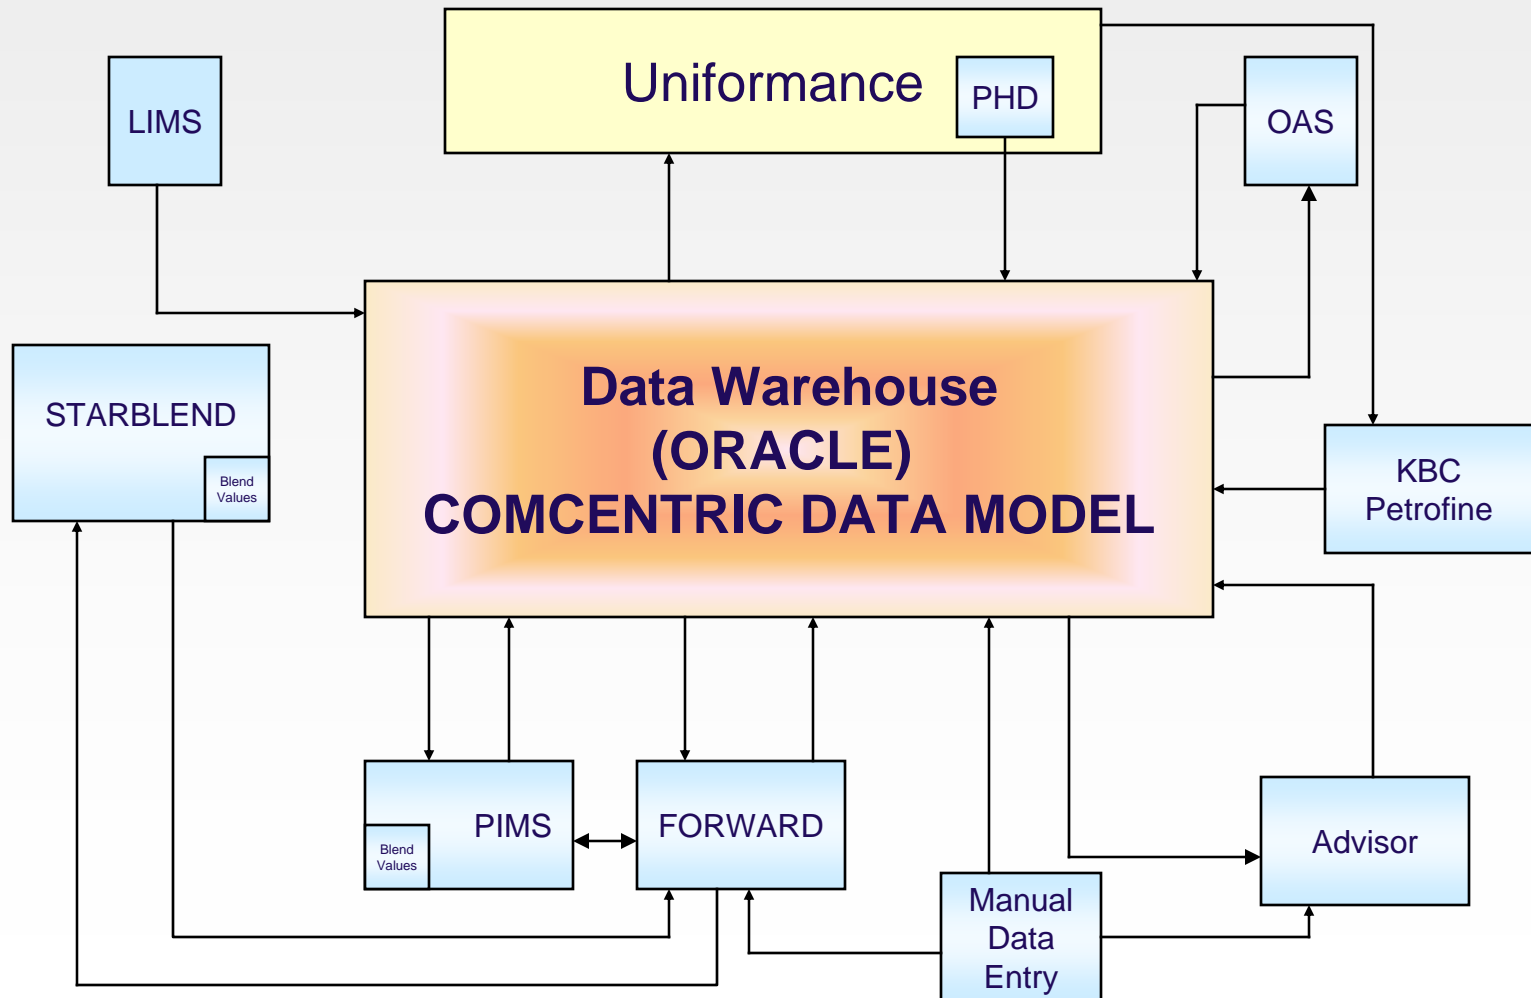 Uniformance
PHD
LIMS
OAS
Data Warehouse
(ORACLE)
COMCENTRIC DATA MODEL
STARBLEND
Blend
Values
KBC
Petrofine
PIMS
Blend
Values
FORWARD
Advisor
Manual
Data
Entry